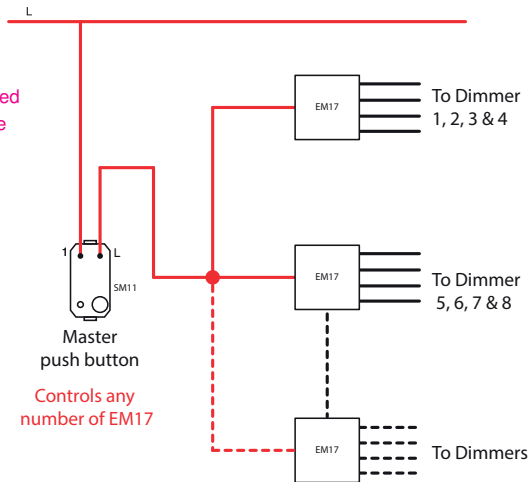 L
ed
e
EM17
To Dimmer
1, 2, 3 & 4
1
L
SM11
EM17
To Dimmer
5, 6, 7 & 8
Master
push button
Controls any
number of EM17
EM17
To Dimmers